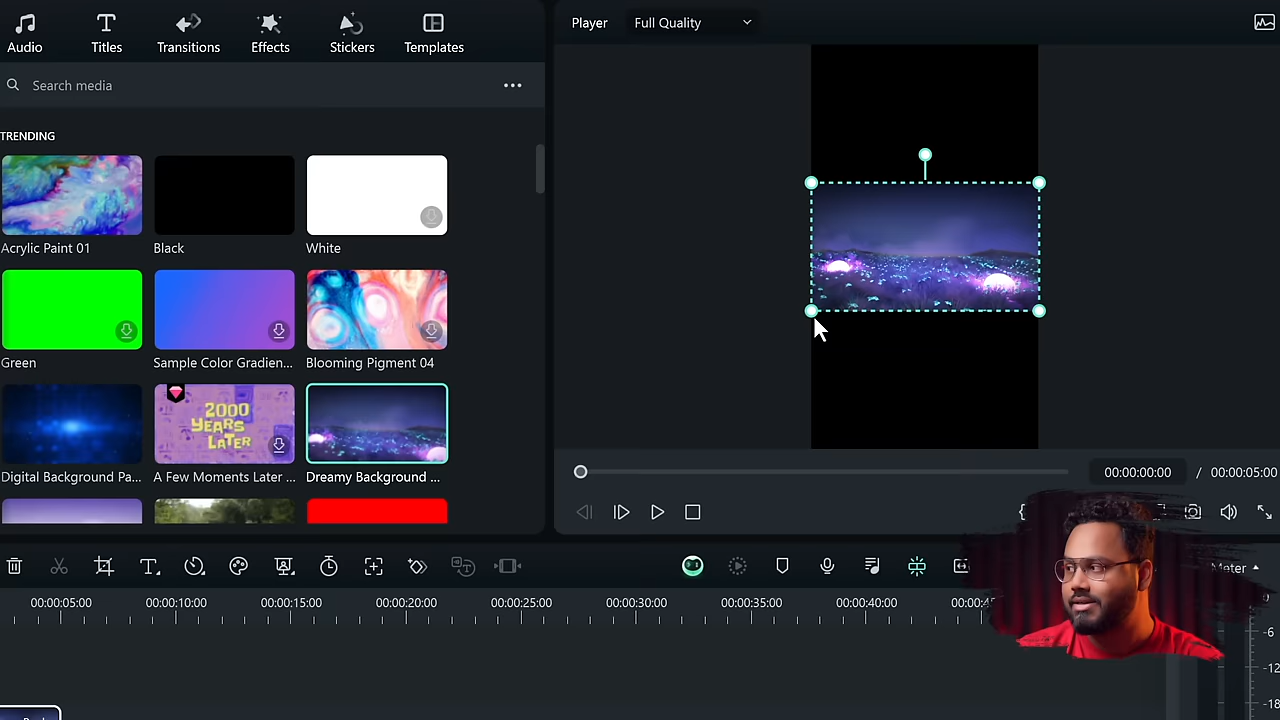 Audio
Titles
Transitions
Effects
Stickers
Templates
Search media
TRENDING
Acrylic Paint 01
Black
White
Green
Sample Color Gradien...
Blooming Pigment 04
2000
YEARS
LATER
Digital Background Pa...
A Few Moments Later ...
Dreamy Background ...
Player
Full Quality
00:00:00:00
/
00:00:05:00
Meter
00:00:05:00
00:00:10:00
00:00:15:00
00:00:20:00
00:00:25:00
00:00:30:00
00:00:35:00
00:00:40:00
-6
-12
-18